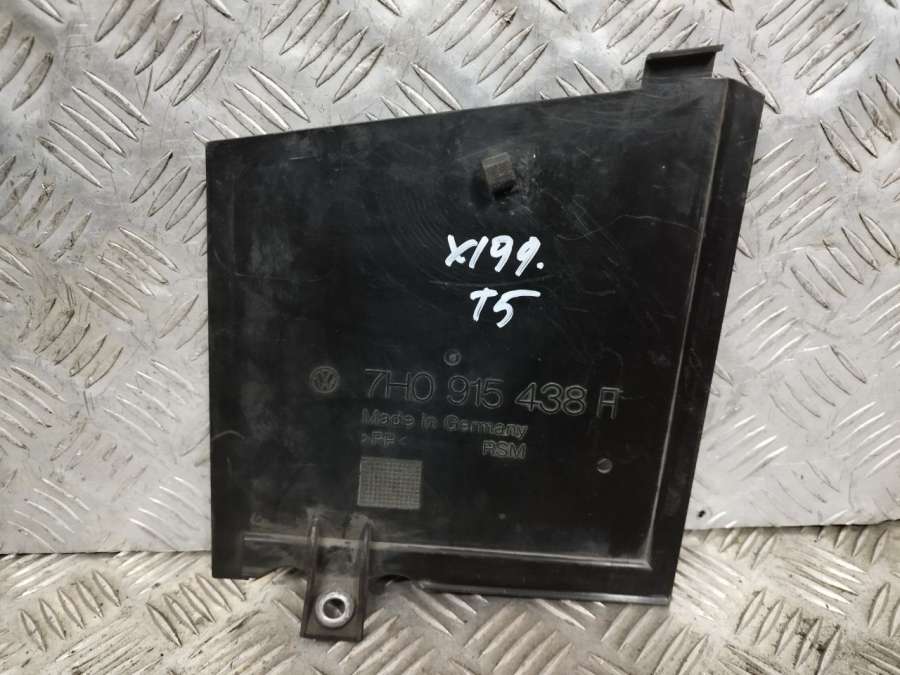 X199.
T5
7H0 915 438
Made in Germany
>PP<
RSM